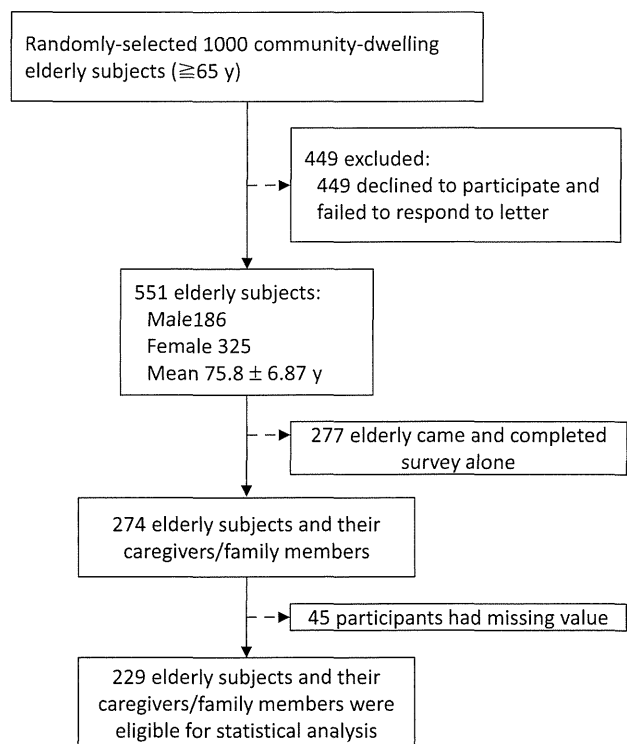 Randomly-selected 1000 community-dwelling
elderly subjects (≧65 y)
449 excluded:
449 declined to participate and
failed to respond to letter
551 elderly subjects:
Male186
Female 325
Mean 75.8 ± 6.87 y
277 elderly came and completed
survey alone
274 elderly subjects and their
caregivers/family members
45 participants had missing value
229 elderly subjects and their
caregivers/family members were
eligible for statistical analysis